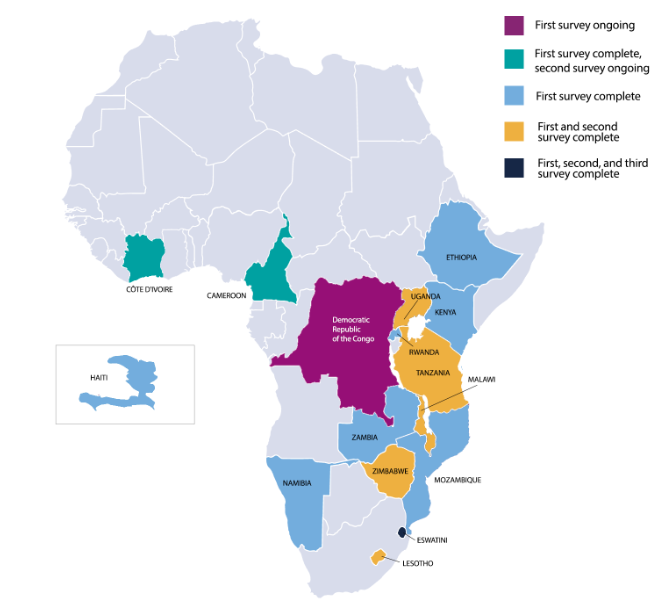 First survey ongoing
First survey complete,
second survey ongoing
First survey complete
First and second
survey complete
First, second, and third
survey complete
ETHIOPIA
CÔTE D'IVOIRE
CAMEROON
UGANDA
KENYA
Democratic
Republic
of the Congo
RWANDA
TANZANIA
HAITI
MALAWI
ZAMBIA
ZIMBABWE
NAMIBIA
MOZAMBIQUE
ESWATINI
LESOTHO